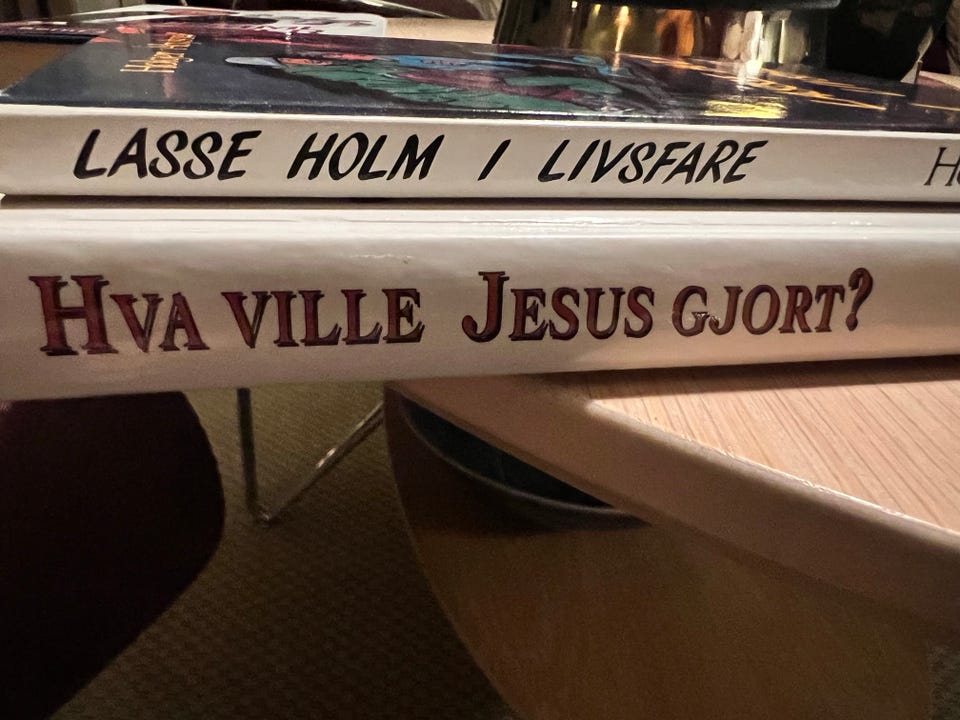 LASSE HOLM I LIVSFARE
HVA VILLE JESUS GJORT?